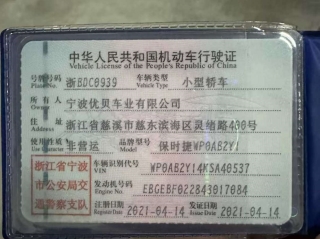 中华人民共和国机动车行驶证
Vehicle License of the People's Republic of China
号牌号码 浙BDC0939 车辆类型 小型轿车
Plate No. Vehicle Type
所有人 宁波优贝车业有限公司
Owner
住址 浙江省慈溪市慈东滨海区灵绪路400号
Address
使用性质 非营运 品牌型号 保时捷WP0AB2Y1
Use Character Model
浙江省宁波
市公安局交
通警察支队
车辆识别代号 WP0AB2Y14KSA40537
VIN
发动机号码 EBGEBF022843017084
Engine No.
注册日期 2021-04-14 发证日期 2021-04-14
Register Date Issue Date